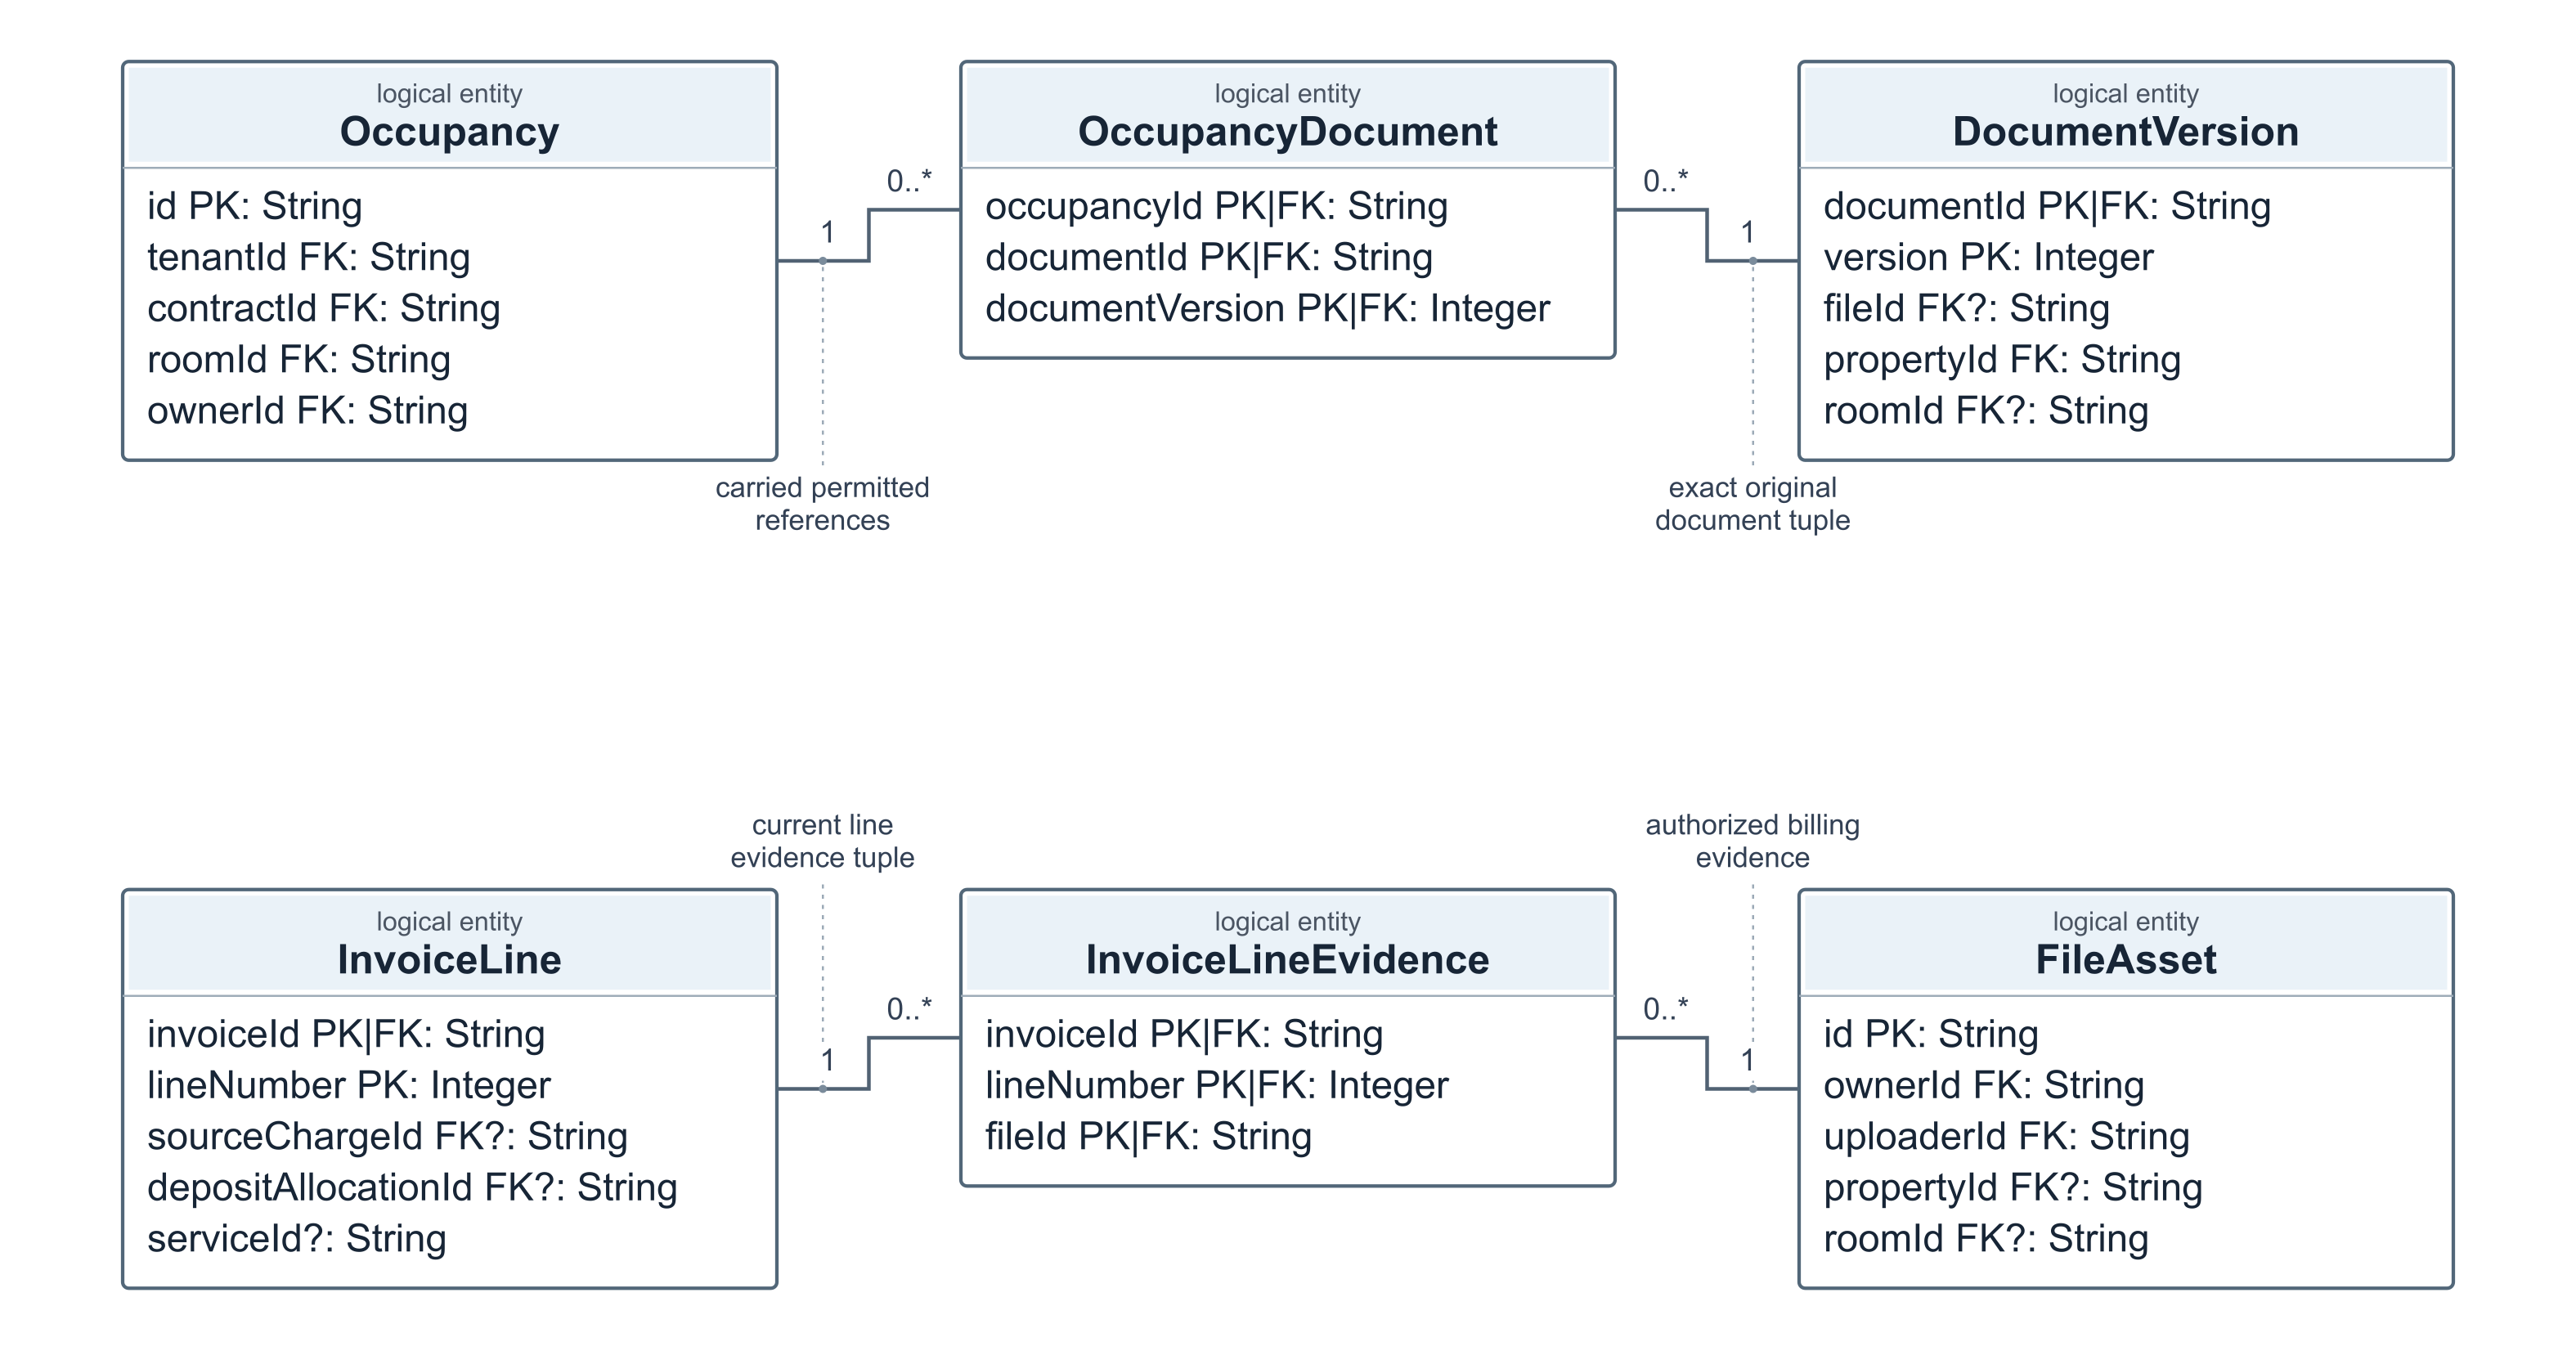 logical entity
Occupancy
id PK: String
tenantId FK: String
contractId FK: String
roomId FK: String
ownerId FK: String
1
0..*
carried permitted
references
logical entity
OccupancyDocument
occupancyId PK|FK: String
documentId PK|FK: String
documentVersion PK|FK: Integer
0..*
1
exact original
document tuple
logical entity
DocumentVersion
documentId PK|FK: String
version PK: Integer
fileId FK?: String
propertyId FK: String
roomId FK?: String
logical entity
InvoiceLine
invoiceId PK|FK: String
lineNumber PK: Integer
sourceChargeId FK?: String
depositAllocationId FK?: String
serviceId?: String
current line
evidence tuple
1
0..*
logical entity
InvoiceLineEvidence
invoiceId PK|FK: String
lineNumber PK|FK: Integer
fileId PK|FK: String
authorized billing
evidence
0..*
1
logical entity
FileAsset
id PK: String
ownerId FK: String
uploaderId FK: String
propertyId FK?: String
roomId FK?: String